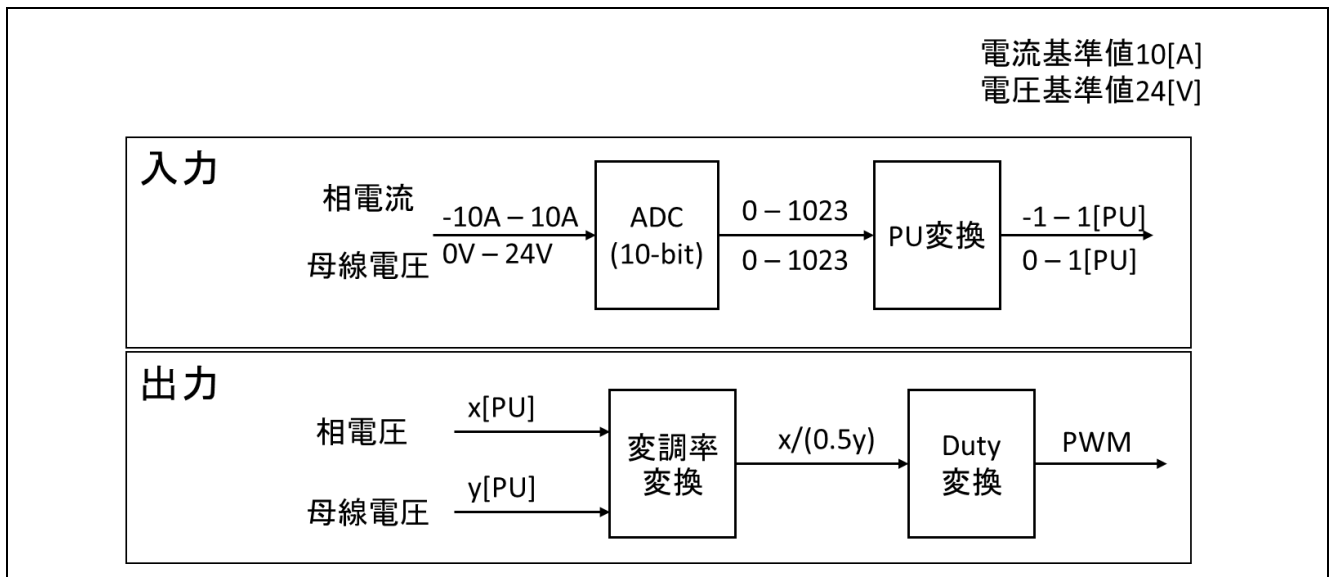 電流基準値10[A]
電圧基準値24[V]
入力
相電流
母線電圧
-10A – 10A
0V – 24V
ADC
(10-bit)
0 – 1023
0 – 1023
PU変換
-1 – 1[PU]
0 – 1[PU]
出力
相電圧
x[PU]
母線電圧
y[PU]
変調率
変換
x/(0.5y)
Duty
変換
PWM